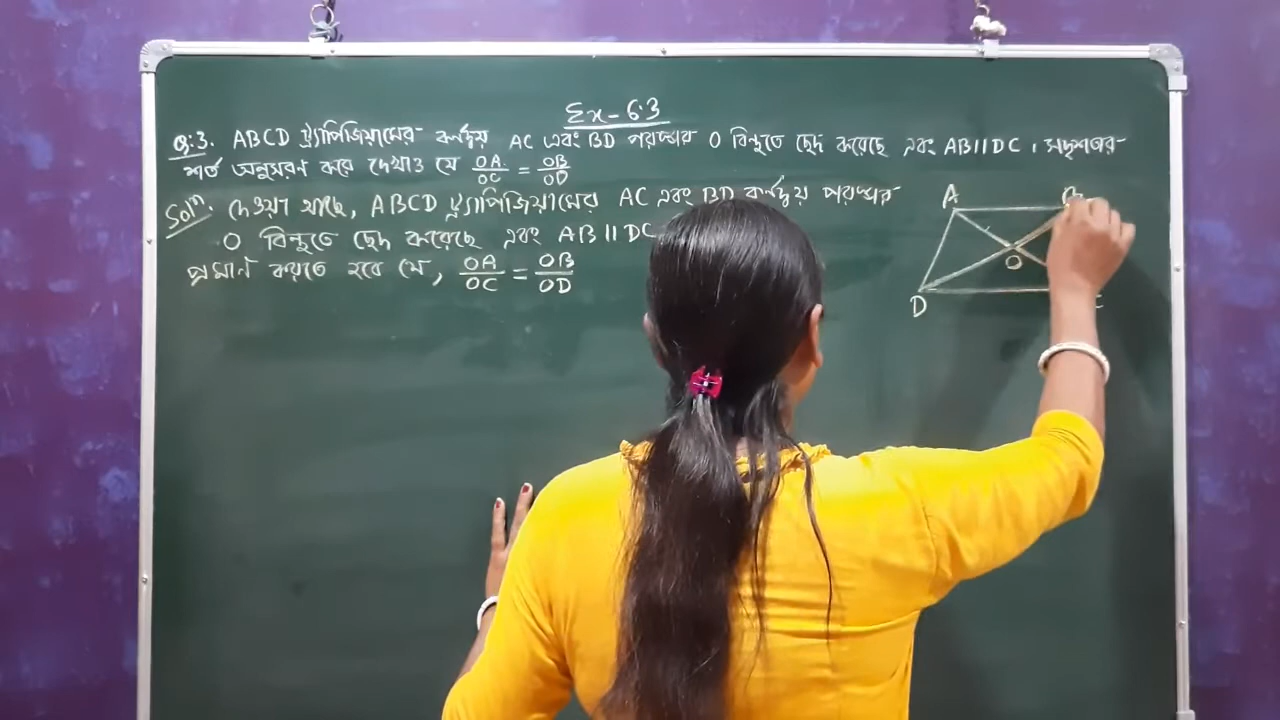 Ex - 6.3
Q.3. ABCD ট্র্যাপিজিয়ামের কর্ণদ্বয় AC এবং BD পরস্পর O বিন্দুতে ছেদ করেছে এবং AB॥DC । সদৃশতার
শর্ত অনুসরণ করে দেখাও যে OA/OC = OB/OD
Solⁿ. দেওয়া আছে, ABCD ট্র্যাপিজিয়ামের AC এবং BD কর্ণদ্বয় পরস্পর
O বিন্দুতে ছেদ করেছে এবং AB॥DC
প্রমাণ করতে হবে যে, OA/OC = OB/OD
A B
O
D C